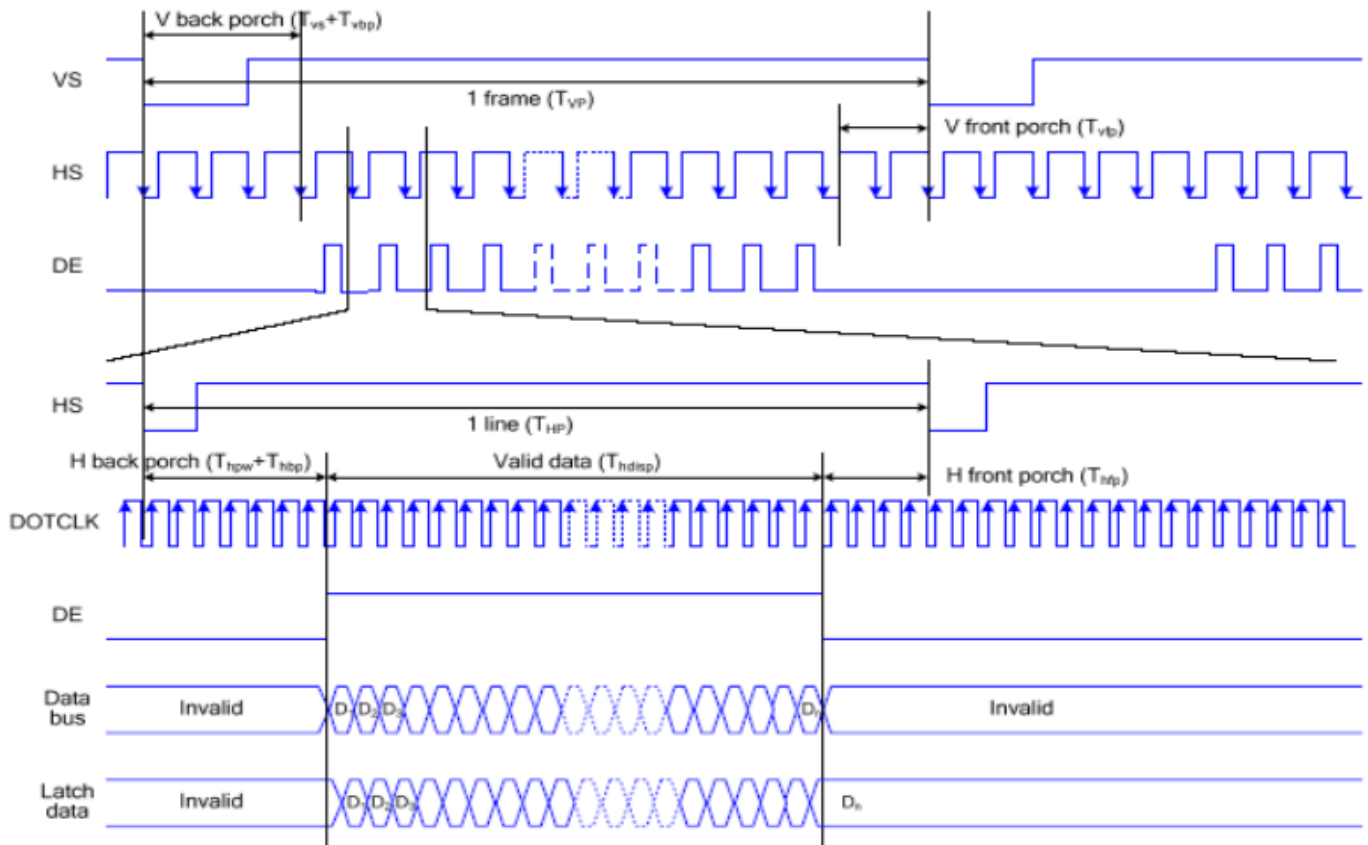 V back porch (Tvs+Tvbp)
VS
1 frame (TVP)
V front porch (Tvfp)
HS
DE
HS
1 line (THP)
H back porch (Thpw+Thbp)
Valid data (Thdisp)
H front porch (Thfp)
DOTCLK
DE
Data
bus
Invalid
D1 D2 D3
Dn
Invalid
Latch
data
Invalid
D1 D2 D3
Dn